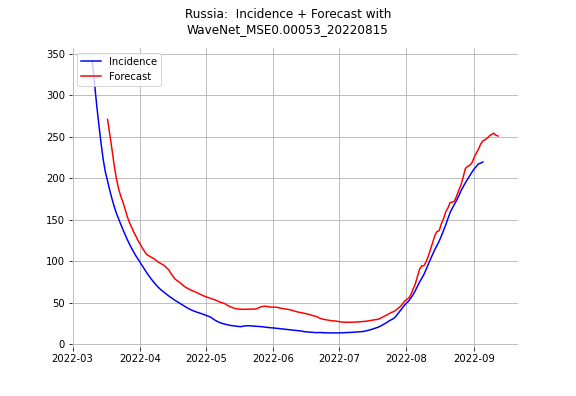 Russia:  Incidence + Forecast with
WaveNet_MSE0.00053_20220815
350
300
250
200
150
100
50
0
Incidence
Forecast
2022-03 2022-04 2022-05 2022-06 2022-07 2022-08 2022-09